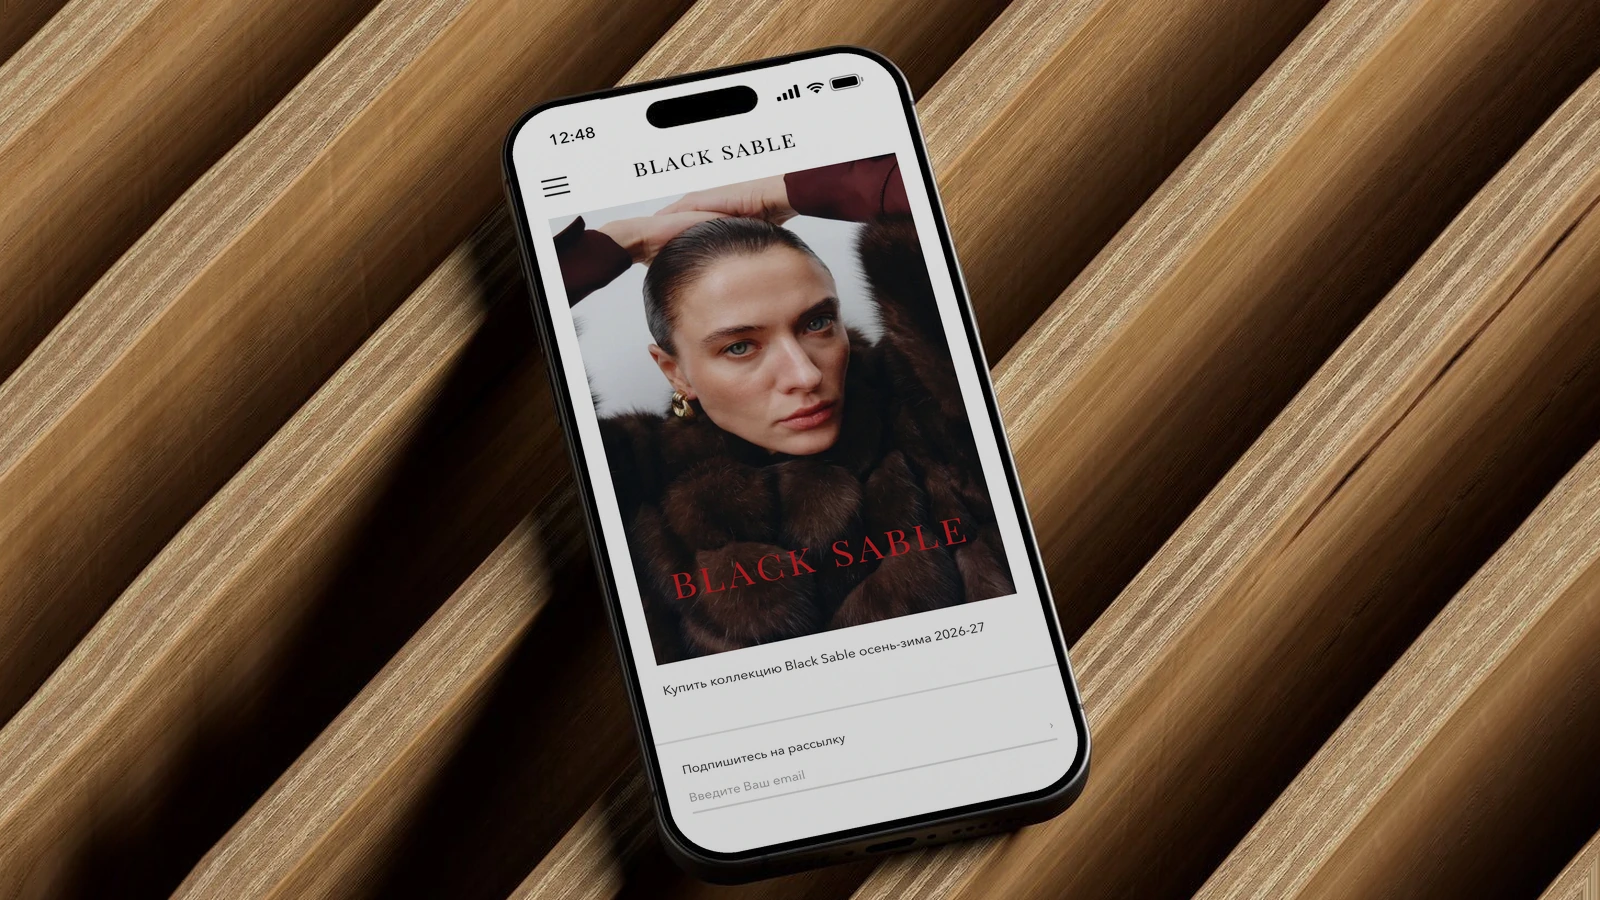 12:48
BLACK SABLE
BLACK SABLE
Купить коллекцию Black Sable осень-зима 2026-27
Подпишитесь на рассылку
Введите Ваш email